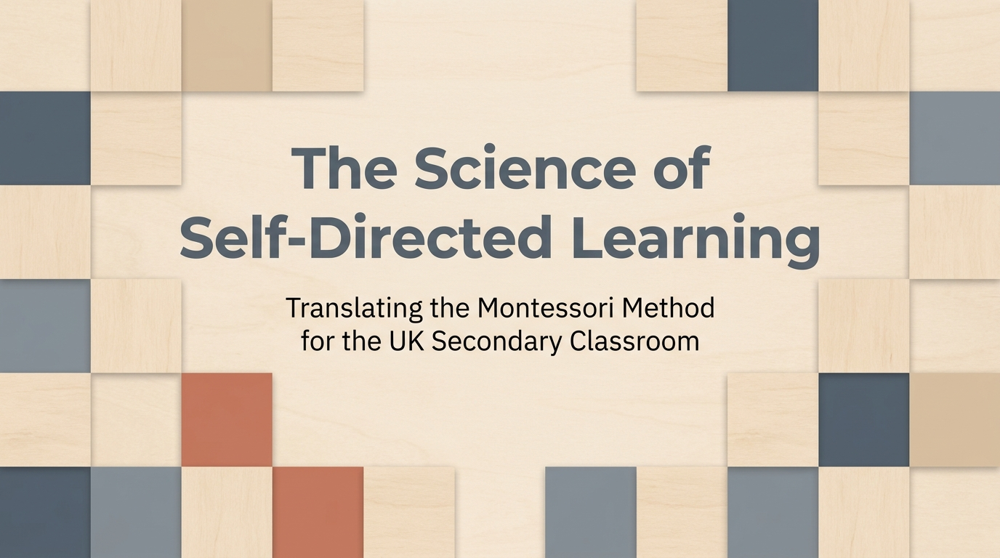 The Science of
Self-Directed Learning
Translating the Montessori Method
for the UK Secondary Classroom